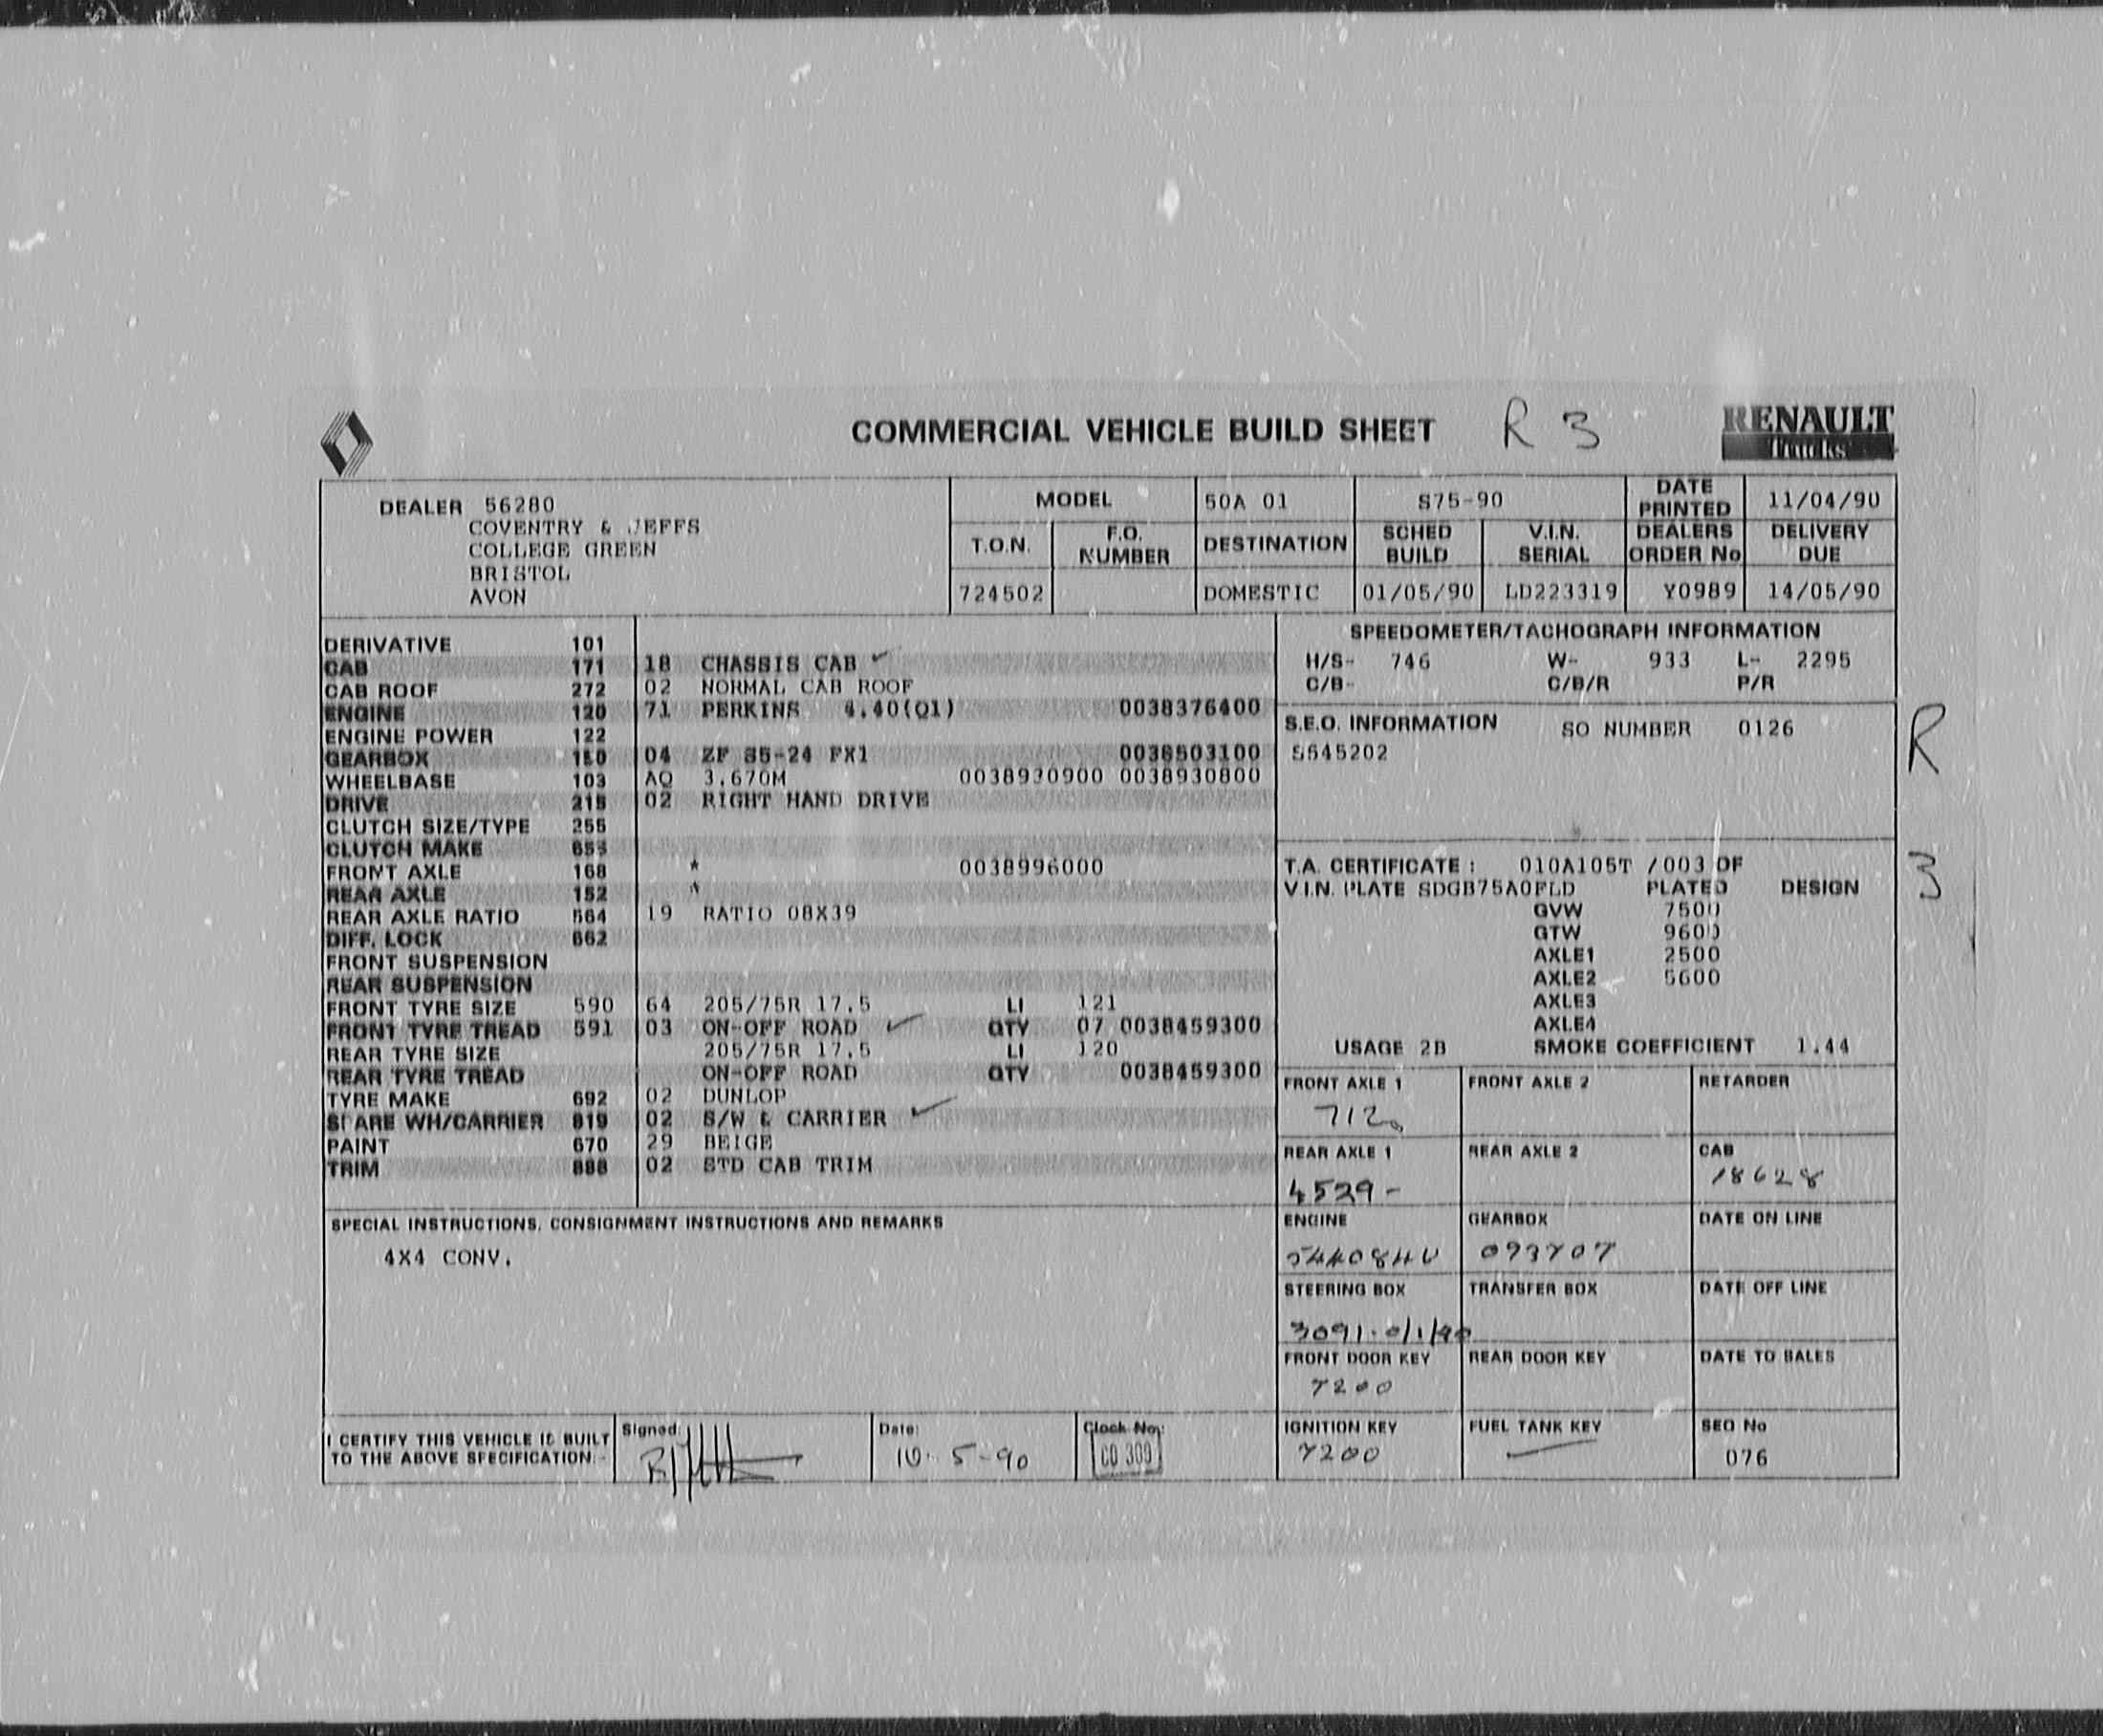 COMMERCIAL VEHICLE BUILD SHEET R 3
RENAULT
Trucks
DEALER 56280
COVENTRY & JEFFS
COLLEGE GREEN
BRISTOL
AVON
MODEL 50A 01 S75-90 DATE PRINTED 11/04/90
T.O.N. F.O. NUMBER DESTINATION SCHED BUILD V.I.N. SERIAL DEALERS ORDER No DELIVERY DUE
724502 DOMESTIC 01/05/90 LD223319 Y0989 14/05/90
DERIVATIVE 101
CAB 171 18 CHASSIS CAB ✓
CAB ROOF 272 02 NORMAL CAB ROOF
ENGINE 120 71 PERKINS 4.40(Q1) 0038376400
ENGINE POWER 122
GEARBOX 150 04 ZF S5-24 FX1 0038503100
WHEELBASE 103 AQ 3.670M 0038930900 0038930800
DRIVE 215 02 RIGHT HAND DRIVE
CLUTCH SIZE/TYPE 255
CLUTCH MAKE 653
FRONT AXLE 168 * 0038996000
REAR AXLE 152 *
REAR AXLE RATIO 564 19 RATIO 08X39
DIFF. LOCK 662
FRONT SUSPENSION
REAR SUSPENSION
FRONT TYRE SIZE 590 64 205/75R 17.5 LI 121
FRONT TYRE TREAD 591 03 ON-OFF ROAD ✓ QTY 07 0038459300
REAR TYRE SIZE 205/75R 17.5 LI 120
REAR TYRE TREAD ON-OFF ROAD QTY 0038459300
TYRE MAKE 692 02 DUNLOP
SPARE WH/CARRIER 819 02 S/W & CARRIER ✓
PAINT 670 29 BEIGE
TRIM 888 02 STD CAB TRIM
SPECIAL INSTRUCTIONS, CONSIGNMENT INSTRUCTIONS AND REMARKS
4X4 CONV.
I CERTIFY THIS VEHICLE IS BUILT
TO THE ABOVE SPECIFICATION:-
Signed:
Date: 10-5-90
Clock No:
CO 309
SPEEDOMETER/TACHOGRAPH INFORMATION
H/S- 746 W- 933 L- 2295
C/B- C/B/R P/R
S.E.O. INFORMATION SO NUMBER 0126
S545202
R
3
T.A. CERTIFICATE : 010A105T /003 OF
V.I.N. PLATE SDGB75A0FLD PLATED DESIGN
GVW 7500
GTW 9600
AXLE1 2500
AXLE2 5600
AXLE3
AXLE4
USAGE 2B SMOKE COEFFICIENT 1.44
FRONT AXLE 1 FRONT AXLE 2 RETARDER
REAR AXLE 1 REAR AXLE 2 CAB
4529- 18628
ENGINE GEARBOX DATE ON LINE
093707
STEERING BOX TRANSFER BOX DATE OFF LINE
FRONT DOOR KEY REAR DOOR KEY DATE TO SALES
7200
IGNITION KEY FUEL TANK KEY SEQ No
7200 076